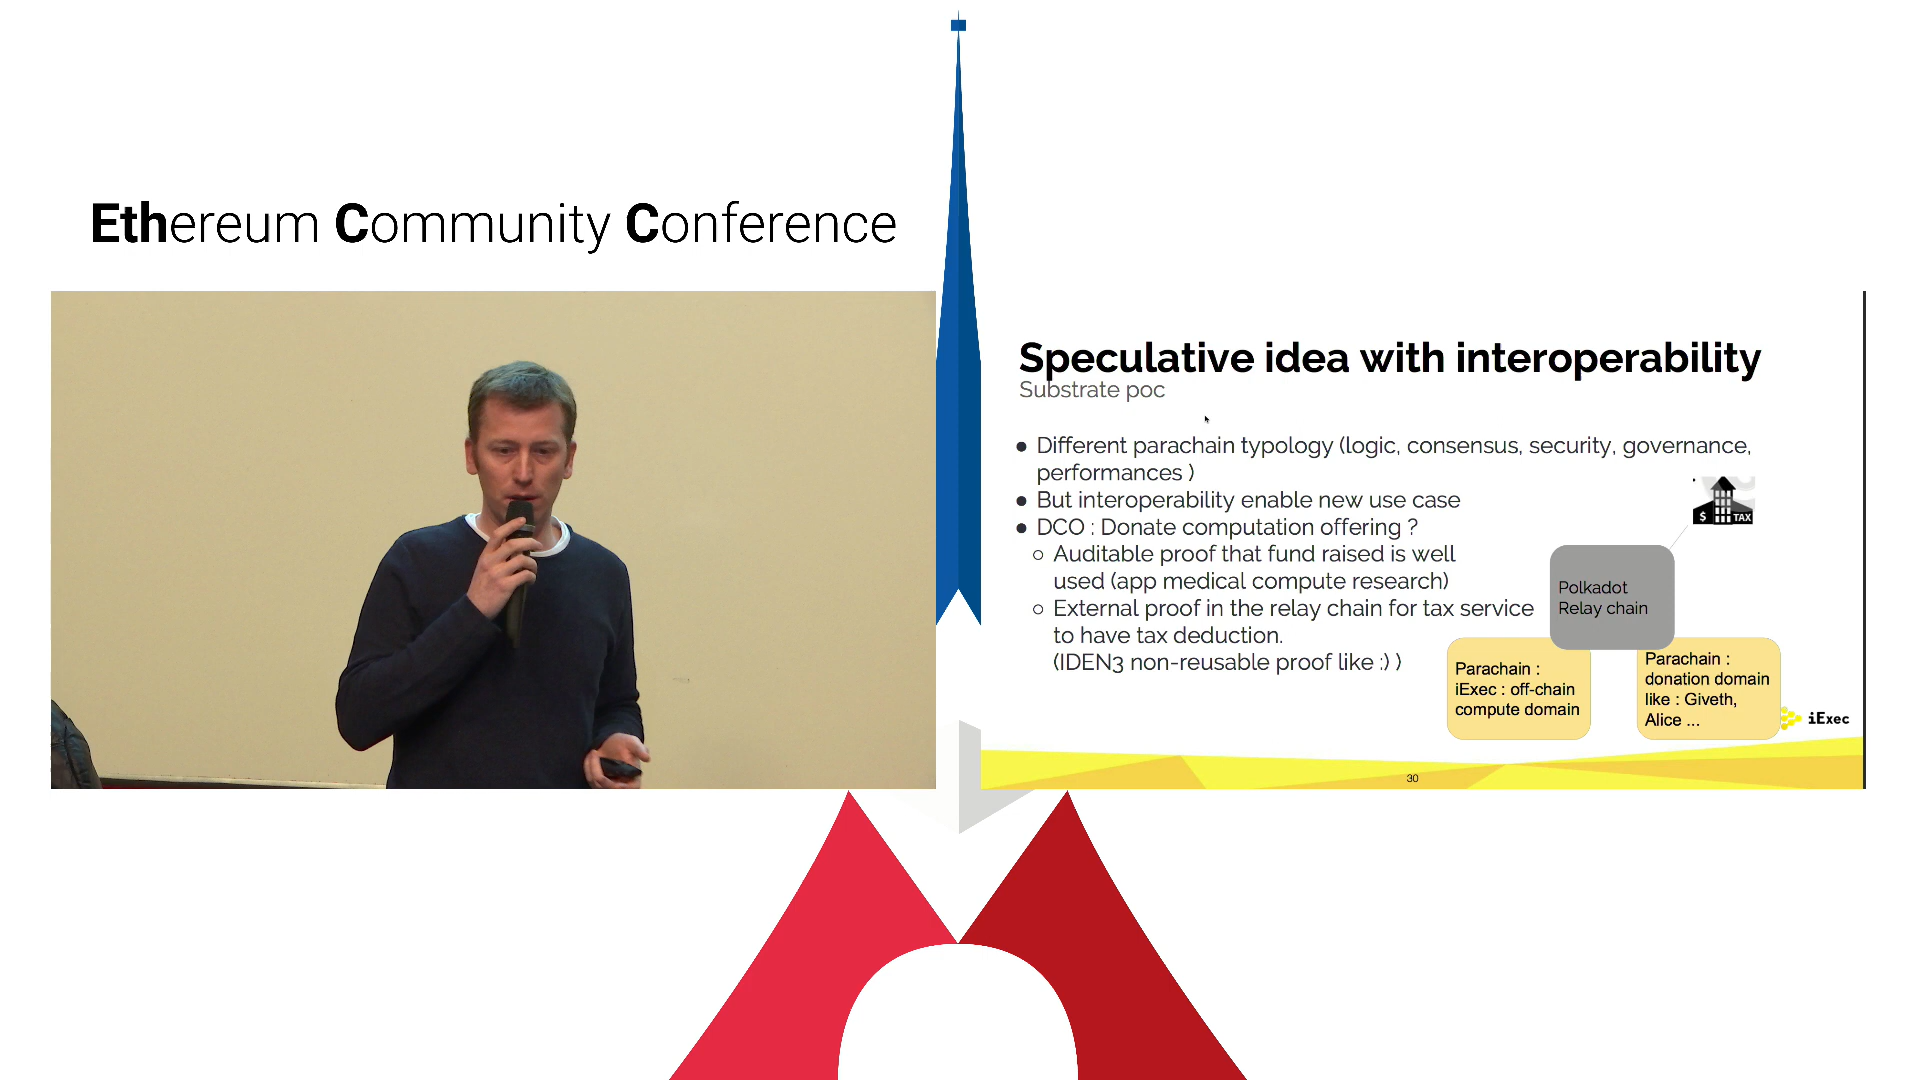 Ethereum Community Conference
Speculative idea with interoperability
Substrate poc
● Different parachain typology (logic, consensus, security, governance,
performances )
● But interoperability enable new use case
● DCO : Donate computation offering ?
○ Auditable proof that fund raised is well
used (app medical compute research)
○ External proof in the relay chain for tax service
to have tax deduction.
(IDEN3 non-reusable proof like :) )
$ TAX
Polkadot
Relay chain
Parachain :
iExec : off-chain
compute domain
Parachain :
donation domain
like : Giveth,
Alice ...
iExec
30